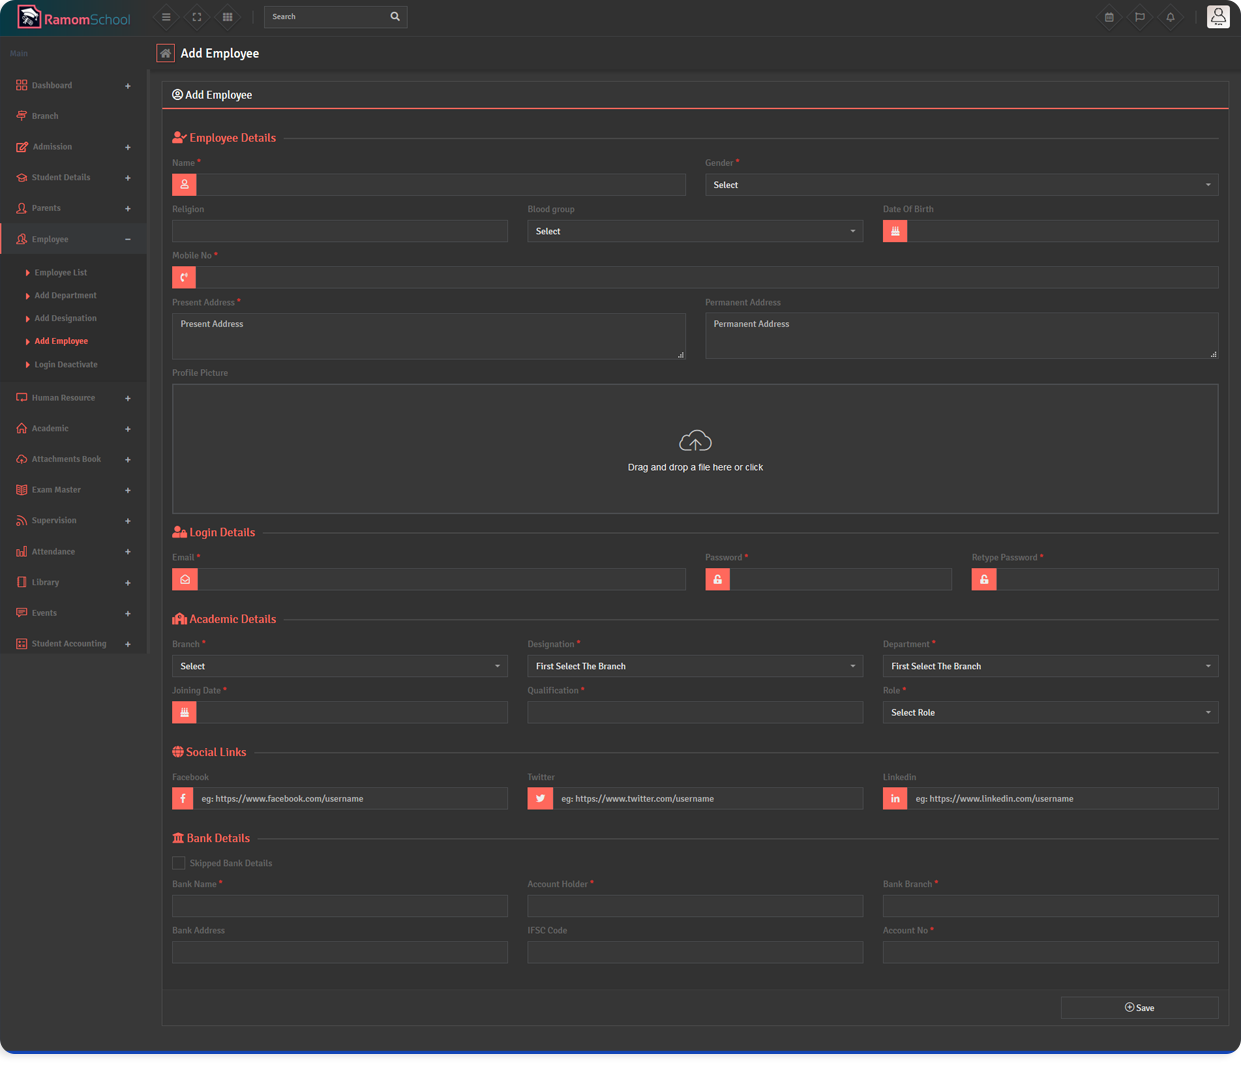 RamomSchool
Search
Main
Add Employee
Dashboard +
Branch
Admission +
Student Details +
Parents +
Employee −
Employee List
Add Department
Add Designation
Add Employee
Login Deactivate
Human Resource +
Academic +
Attachments Book +
Exam Master +
Supervision +
Attendance +
Library +
Events +
Student Accounting +
Add Employee
Employee Details
Name * Gender *
Select
Religion Blood group Date Of Birth
Select
Mobile No *
Present Address * Permanent Address
Present Address Permanent Address
Profile Picture
Drag and drop a file here or click
Login Details
Email * Password * Retype Password *
Academic Details
Branch * Designation * Department *
Select First Select The Branch First Select The Branch
Joining Date * Qualification * Role *
Select Role
Social Links
Facebook Twitter Linkedin
eg: https://www.facebook.com/username eg: https://www.twitter.com/username eg: https://www.linkedin.com/username
Bank Details
Skipped Bank Details
Bank Name * Account Holder * Bank Branch *
Bank Address IFSC Code Account No *
Save